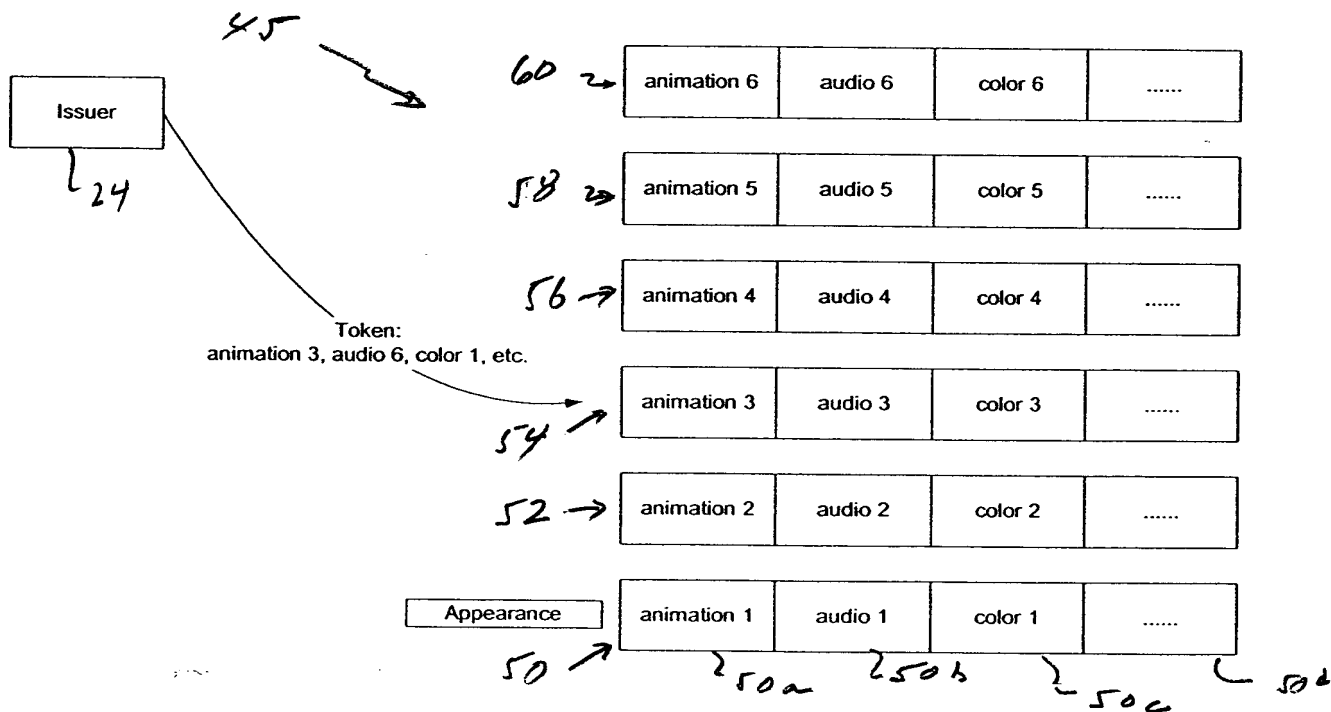 45
60 animation 6 audio 6 color 6 ......
Issuer
24
58 animation 5 audio 5 color 5 ......
56 animation 4 audio 4 color 4 ......
Token:
animation 3, audio 6, color 1, etc.
54 animation 3 audio 3 color 3 ......
52 animation 2 audio 2 color 2 ......
Appearance animation 1 audio 1 color 1 ......
50 50a 50b 50c 50d